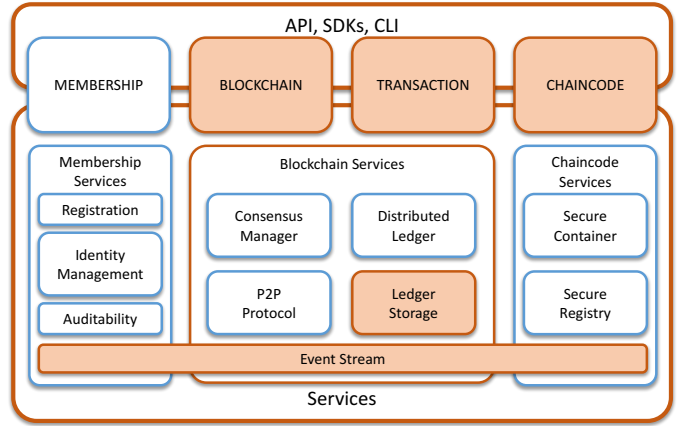 API, SDKs, CLI
MEMBERSHIP
BLOCKCHAIN
TRANSACTION
CHAINCODE
Membership
Services
Registration
Identity
Management
Auditability
Blockchain Services
Consensus
Manager
Distributed
Ledger
P2P
Protocol
Ledger
Storage
Chaincode
Services
Secure
Container
Secure
Registry
Event Stream
Services